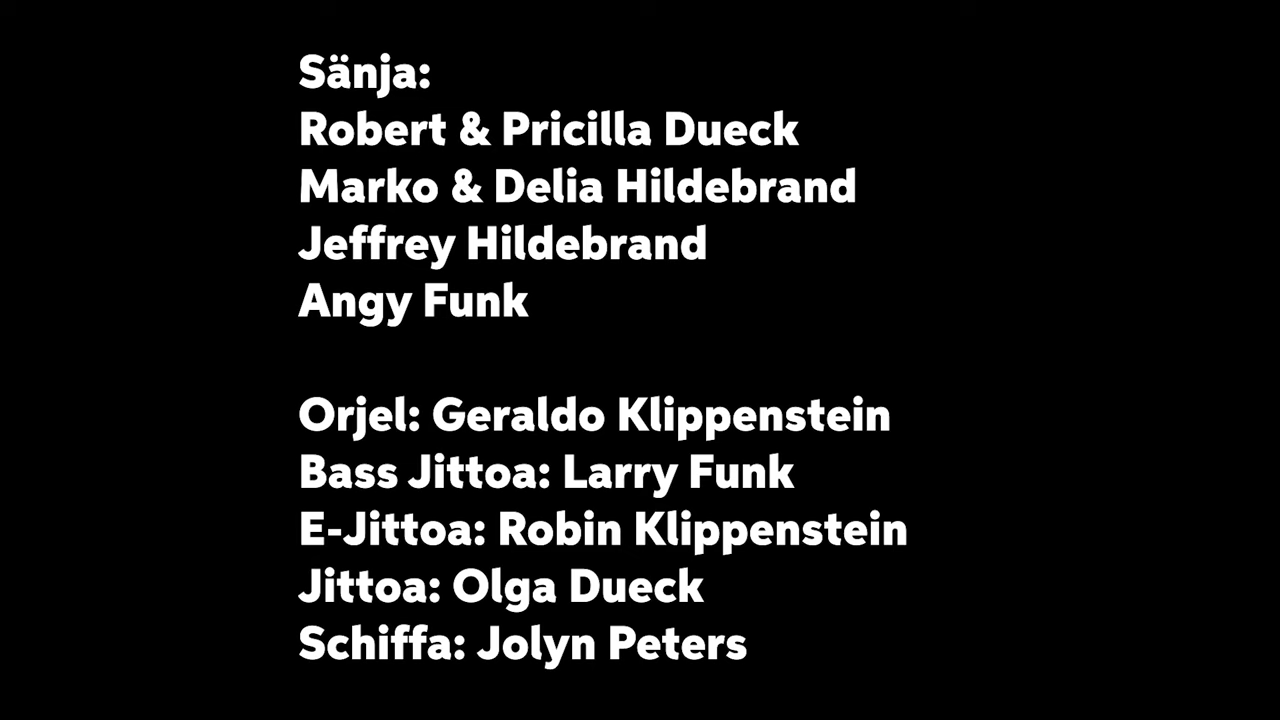 Sänja:
Robert & Pricilla Dueck
Marko & Delia Hildebrand
Jeffrey Hildebrand
Angy Funk
Orjel: Geraldo Klippenstein
Bass Jittoa: Larry Funk
E-Jittoa: Robin Klippenstein
Jittoa: Olga Dueck
Schiffa: Jolyn Peters